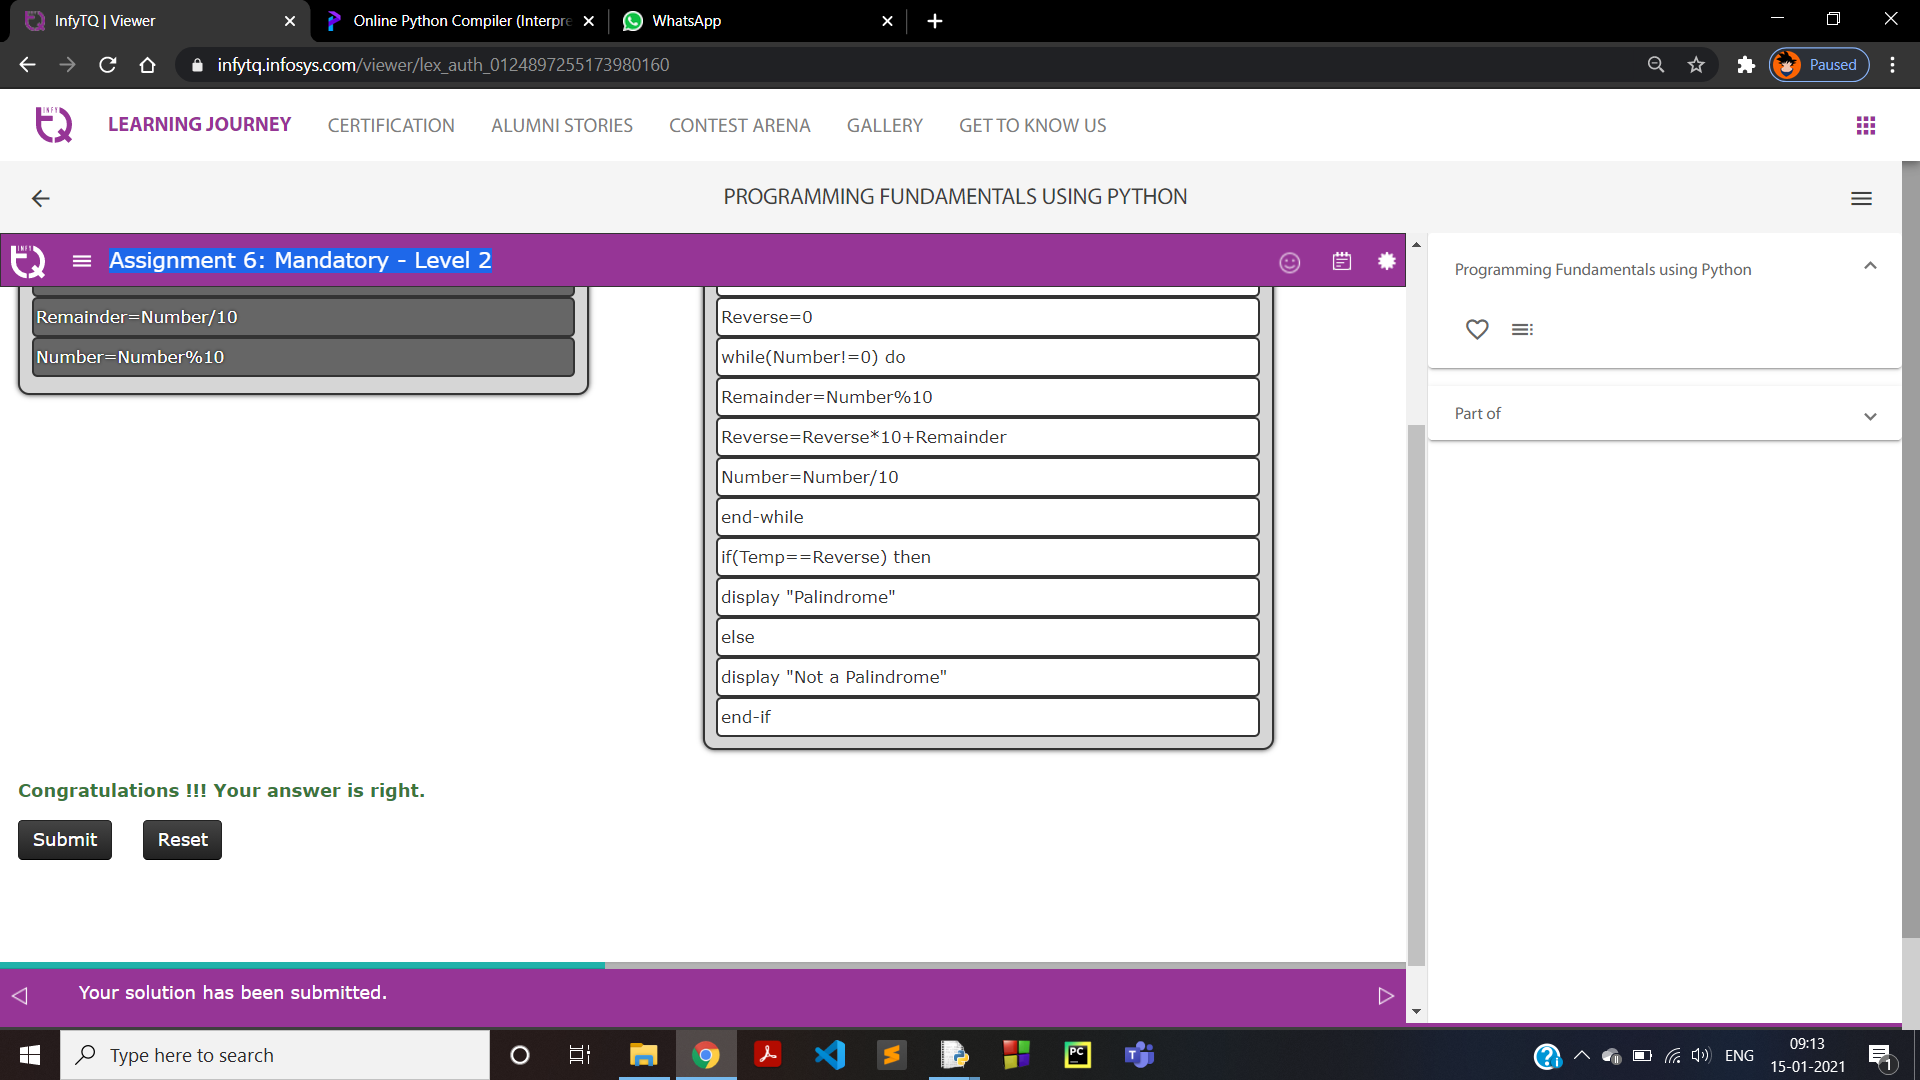 InfyTQ | Viewer
Online Python Compiler (Interpre
WhatsApp
infytq.infosys.com/viewer/lex_auth_0124897255173980160
Paused
INFY
LEARNING JOURNEY
CERTIFICATION
ALUMNI STORIES
CONTEST ARENA
GALLERY
GET TO KNOW US
PROGRAMMING FUNDAMENTALS USING PYTHON
INFY
Assignment 6: Mandatory - Level 2
Remainder=Number/10
Number=Number%10
Reverse=0
while(Number!=0) do
Remainder=Number%10
Reverse=Reverse*10+Remainder
Number=Number/10
end-while
if(Temp==Reverse) then
display "Palindrome"
else
display "Not a Palindrome"
end-if
Programming Fundamentals using Python
Part of
Congratulations !!! Your answer is right.
Submit
Reset
Your solution has been submitted.
Type here to search
PC
ENG
09:13
15-01-2021
1